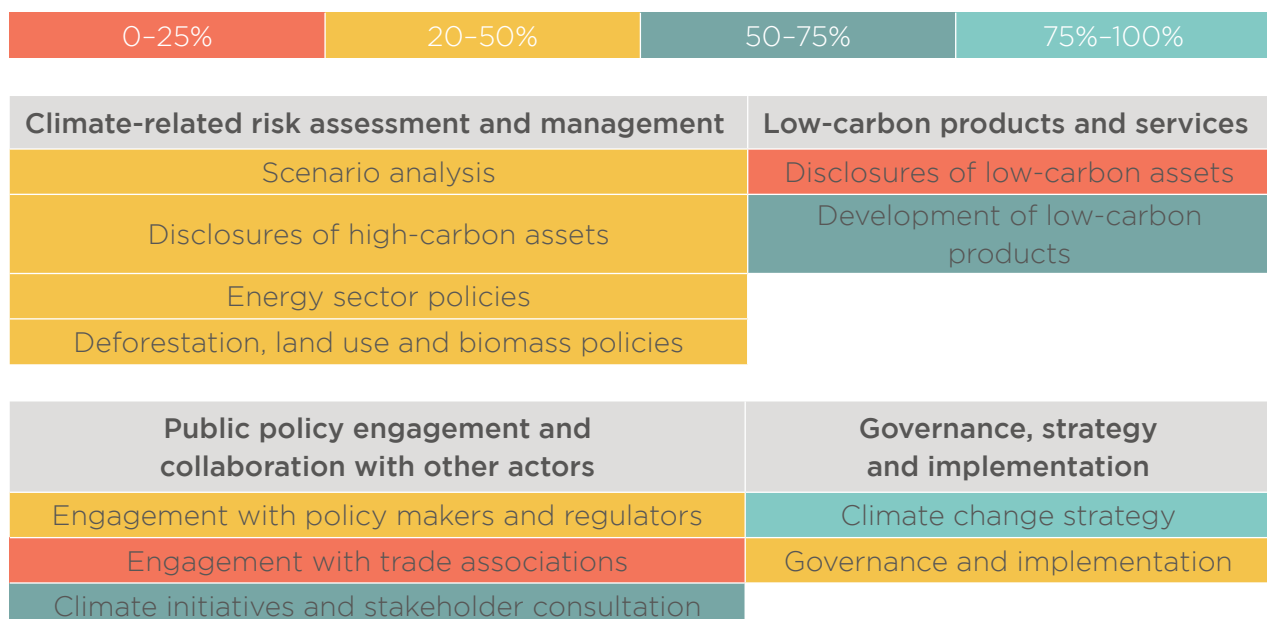 0–25% 20–50% 50–75% 75%–100%
Climate-related risk assessment and management Low-carbon products and services
Scenario analysis Disclosures of low-carbon assets
Disclosures of high-carbon assets
Development of low-carbon
products
Energy sector policies
Deforestation, land use and biomass policies
Public policy engagement and
collaboration with other actors
Governance, strategy
and implementation
Engagement with policy makers and regulators Climate change strategy
Engagement with trade associations Governance and implementation
Climate initiatives and stakeholder consultation